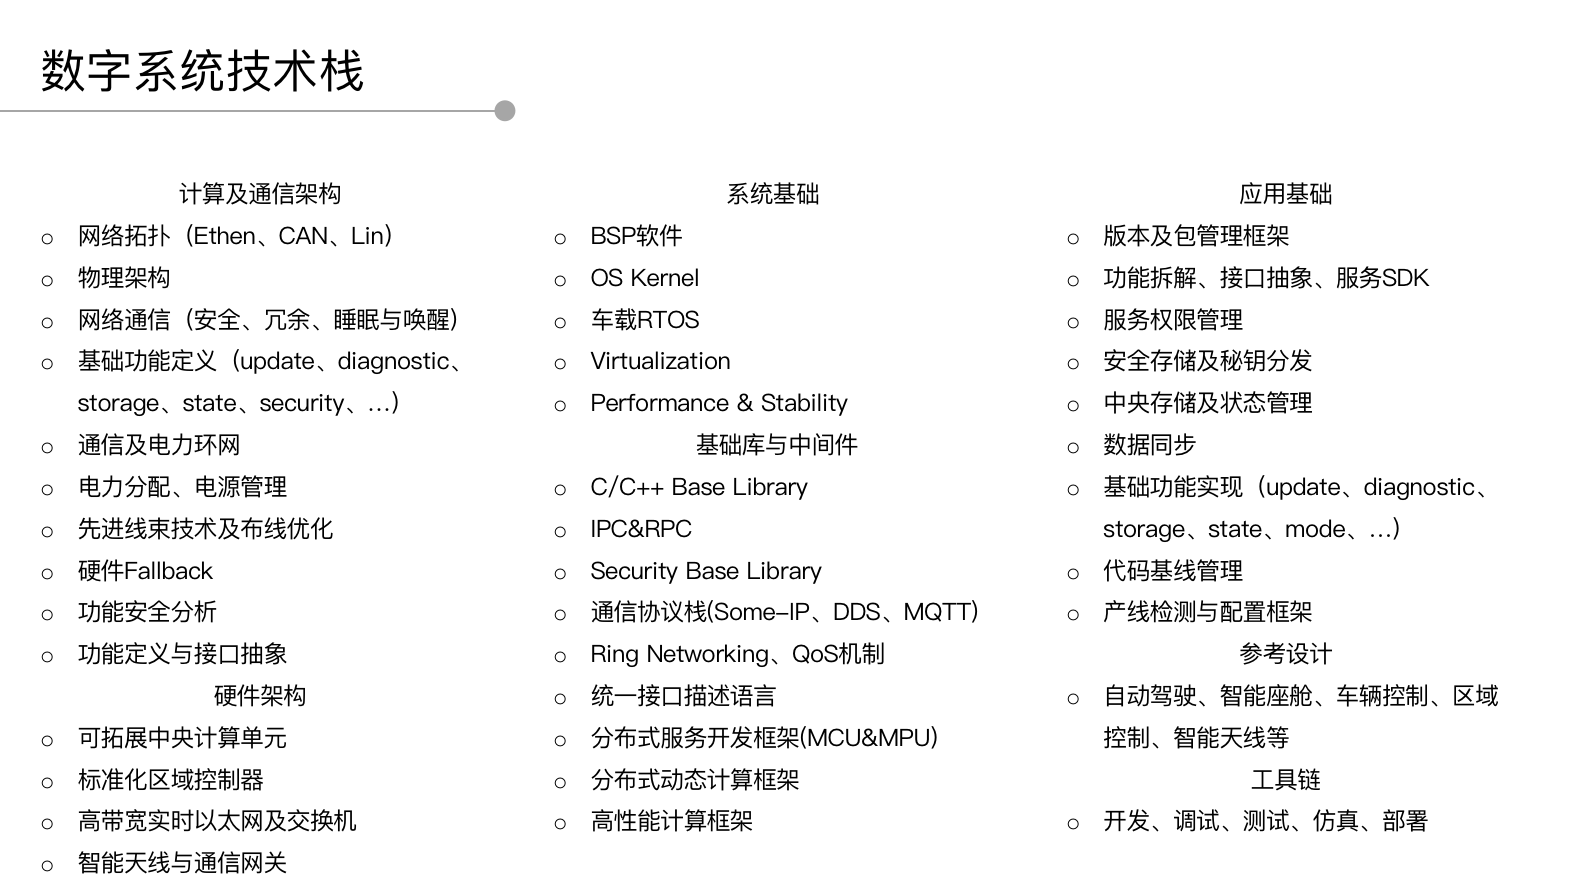 数字系统技术栈
计算及通信架构
网络拓扑（Ethen、CAN、Lin）
物理架构
网络通信（安全、冗余、睡眠与唤醒）
基础功能定义（update、diagnostic、
storage、state、security、…）
通信及电力环网
电力分配、电源管理
先进线束技术及布线优化
硬件Fallback
功能安全分析
功能定义与接口抽象
硬件架构
可拓展中央计算单元
标准化区域控制器
高带宽实时以太网及交换机
智能天线与通信网关
系统基础
BSP软件
OS Kernel
车载RTOS
Virtualization
Performance & Stability
基础库与中间件
C/C++ Base Library
IPC&RPC
Security Base Library
通信协议栈(Some-IP、DDS、MQTT)
Ring Networking、QoS机制
统一接口描述语言
分布式服务开发框架(MCU&MPU)
分布式动态计算框架
高性能计算框架
应用基础
版本及包管理框架
功能拆解、接口抽象、服务SDK
服务权限管理
安全存储及秘钥分发
中央存储及状态管理
数据同步
基础功能实现（update、diagnostic、
storage、state、mode、…）
代码基线管理
产线检测与配置框架
参考设计
自动驾驶、智能座舱、车辆控制、区域
控制、智能天线等
工具链
开发、调试、测试、仿真、部署